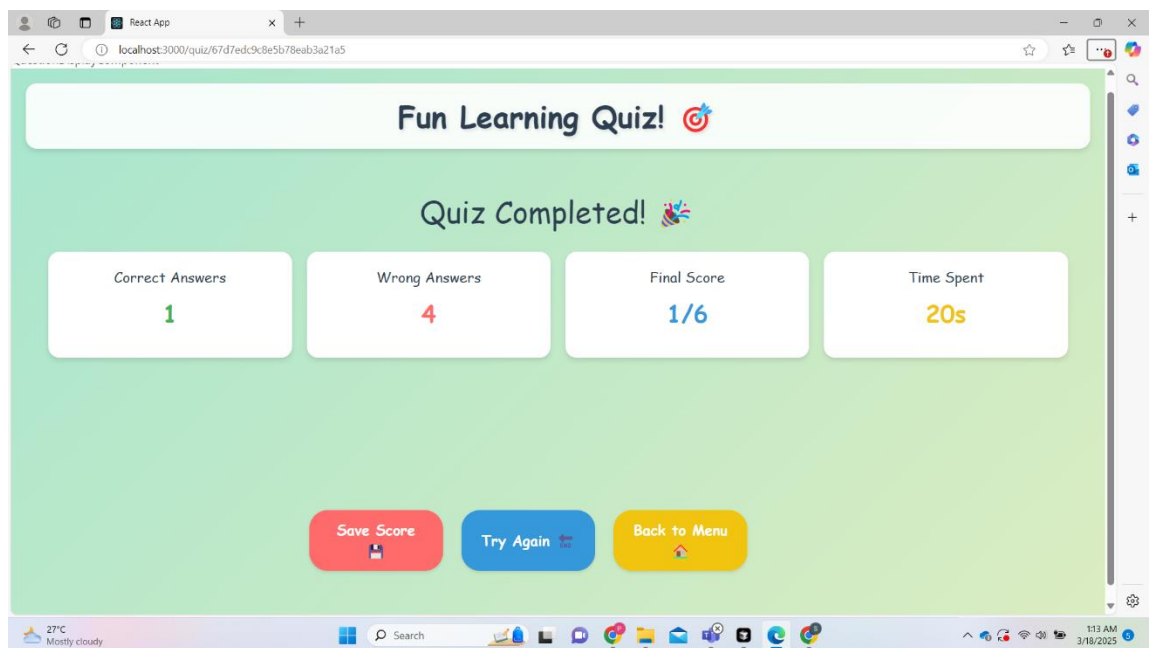 React App
localhost:3000/quiz/67d7edc9c8e5b78eab3a21a5
Fun Learning Quiz! 🎯
Quiz Completed! 🎉
Correct Answers
1
Wrong Answers
4
Final Score
1/6
Time Spent
20s
Save Score
💾
Try Again
Back to Menu
🏠
27°C
Mostly cloudy
Search
1:13 AM
3/18/2025
5